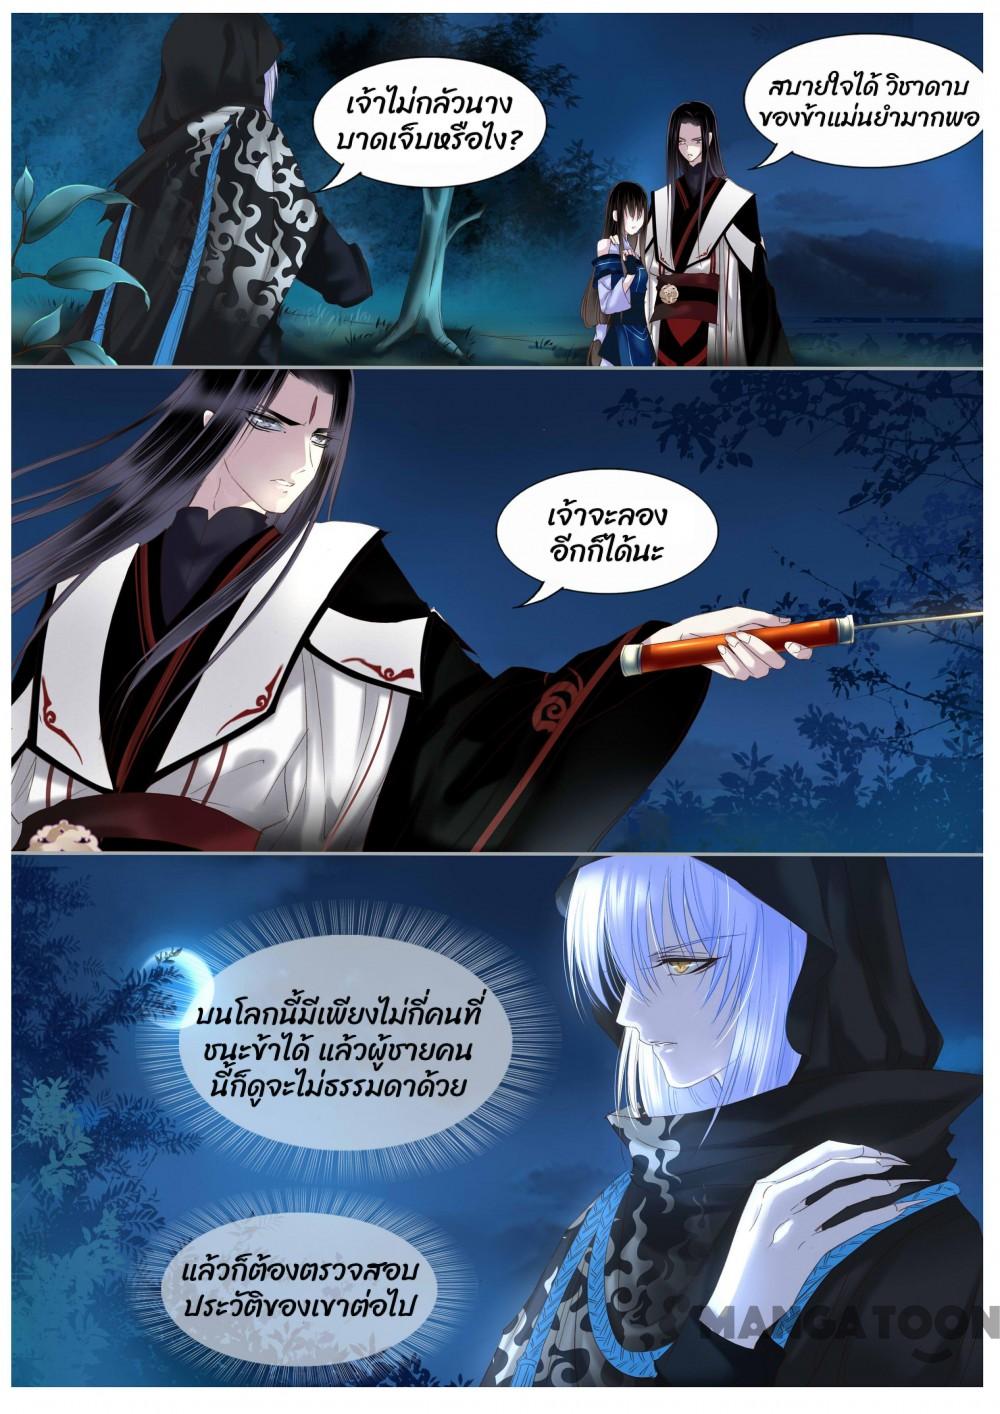 เจ้าไม่กลัวนาง
บาดเจ็บหรือไง?
สบายใจได้ วิชาดาบ
ของข้าแม่นยำมากพอ
เจ้าจะลอง
อีกก็ได้นะ
บนโลกนี้มีเพียงไม่กี่คนที่
ชนะข้าได้ แล้วผู้ชายคน
นี้ก็ดูจะไม่ธรรมดาด้วย
แล้วก็ต้องตรวจสอบ
ประวัติของเขาต่อไป
MANGATOON